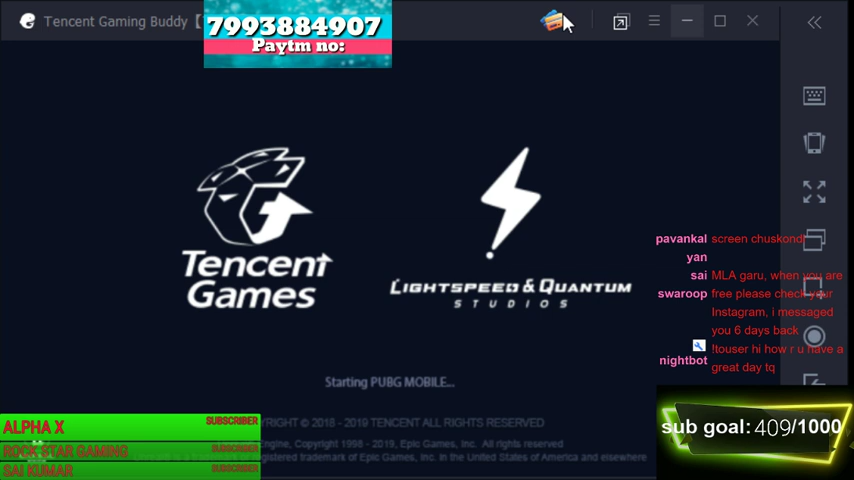 Tencent Gaming Buddy
7993884907
Paytm no:
Tencent
Games
LIGHTSPEED & QUANTUM
STUDIOS
pavankal
yan
screen chuskondi
sai
swaroop
MLA garu, when you are
free please check your
Instagram, i messaged
you 6 days back
nightbot
!touser hi how r u have a
great day tq
Starting PUBG MOBILE...
ALPHA X SUBSCRIBER
ROCK STAR GAMING SUBSCRIBER
SAI KUMAR SUBSCRIBER
sub goal: 409/1000
© 2018 - 2019 TENCENT ALL RIGHTS RESERVED
Engine, Copyright 1998 - 2019, Epic Games, Inc. All rights reserved
trademark of Epic Games, Inc. in the United States of America and elsewhere